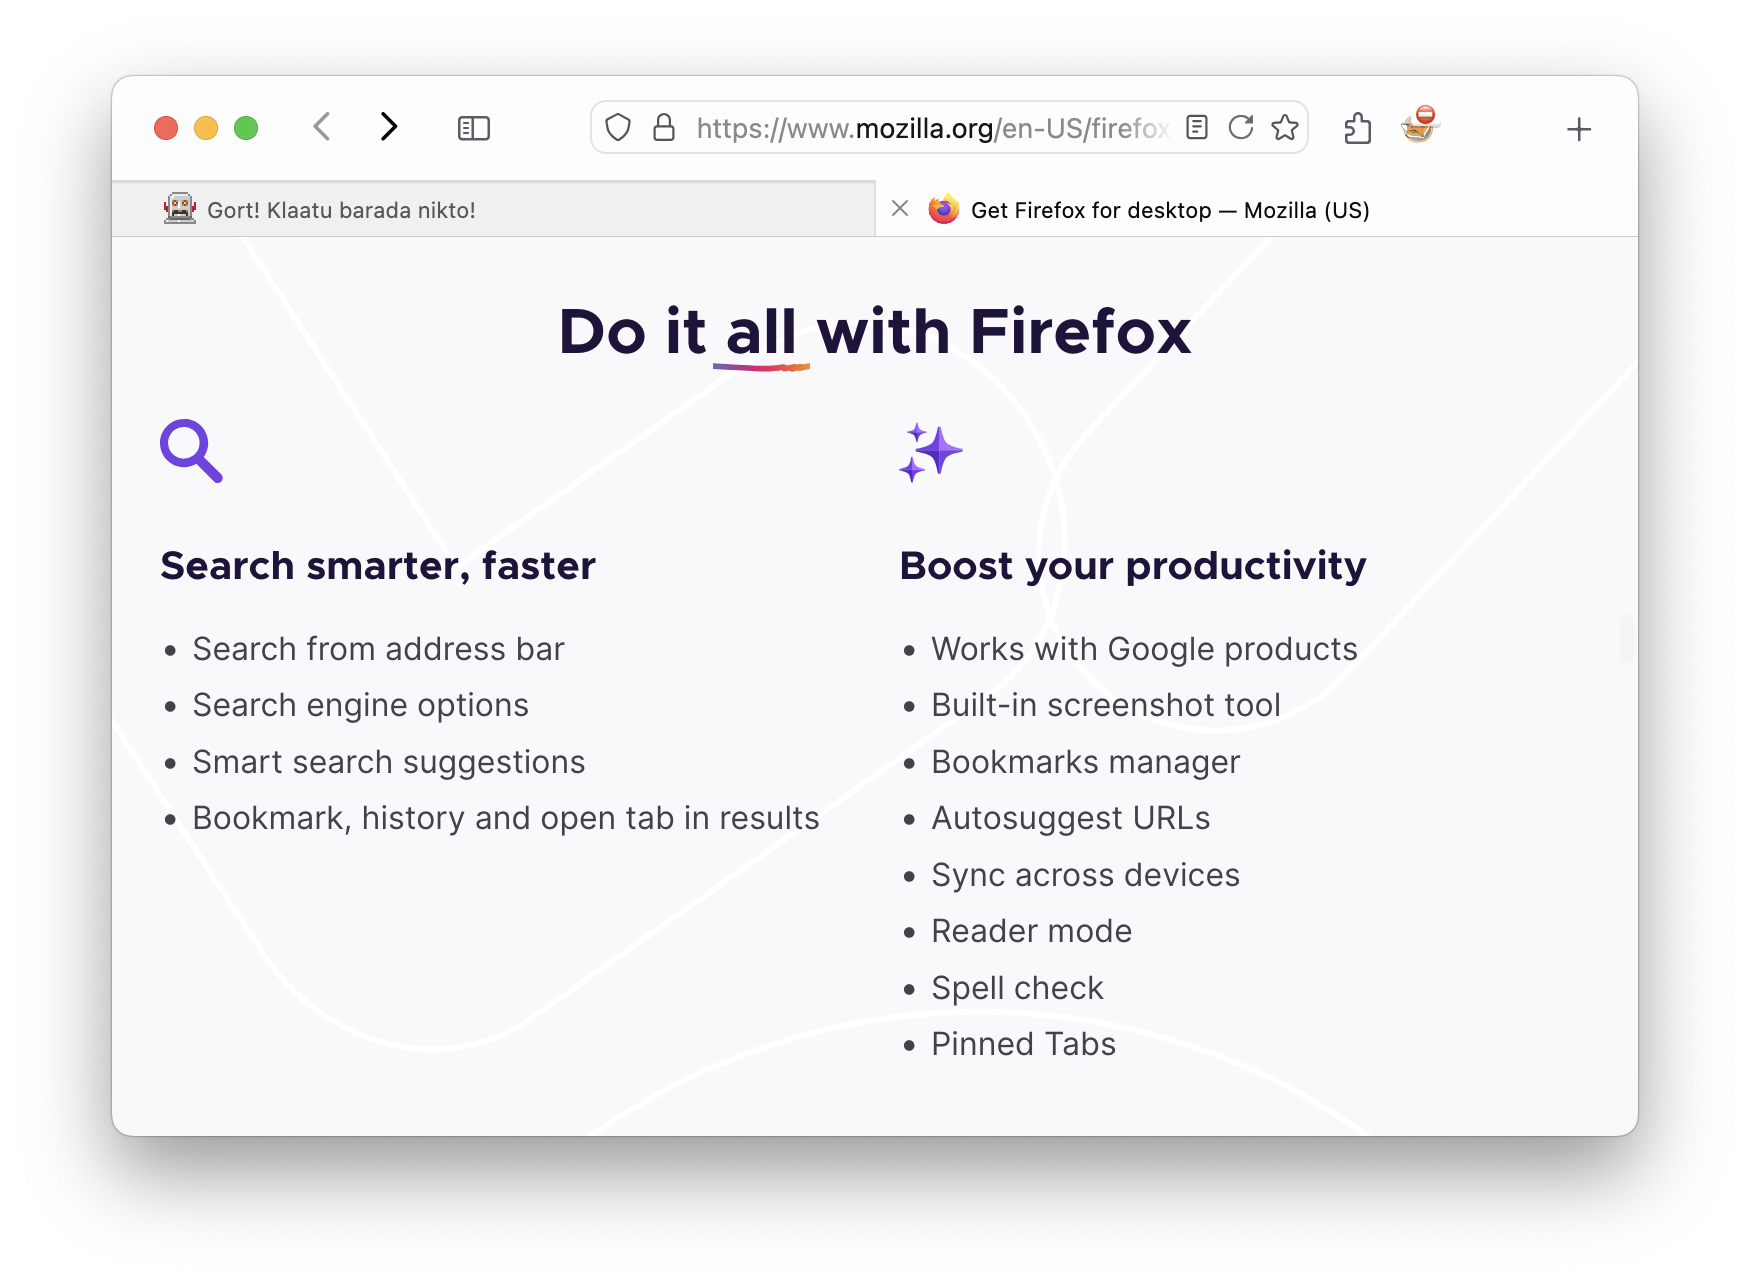 https://www.mozilla.org/en-US/firefox
Gort! Klaatu barada nikto!
Get Firefox for desktop — Mozilla (US)
Do it all with Firefox
Search smarter, faster
Search from address bar
Search engine options
Smart search suggestions
Bookmark, history and open tab in results
Boost your productivity
Works with Google products
Built-in screenshot tool
Bookmarks manager
Autosuggest URLs
Sync across devices
Reader mode
Spell check
Pinned Tabs